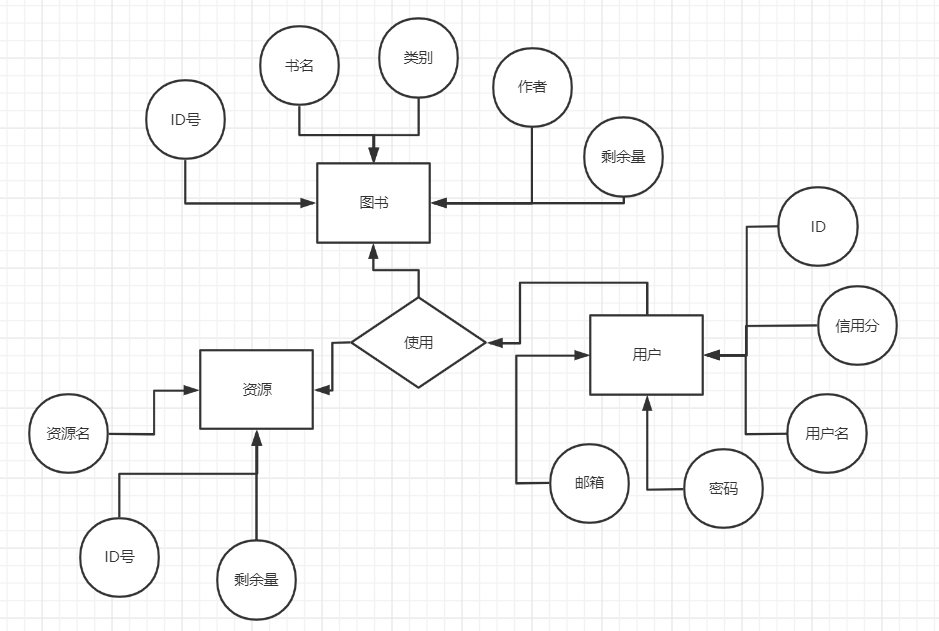 类别
书名
作者
ID号
剩余量
图书
ID
信用分
使用
用户
资源
资源名
用户名
邮箱
密码
ID号
剩余量